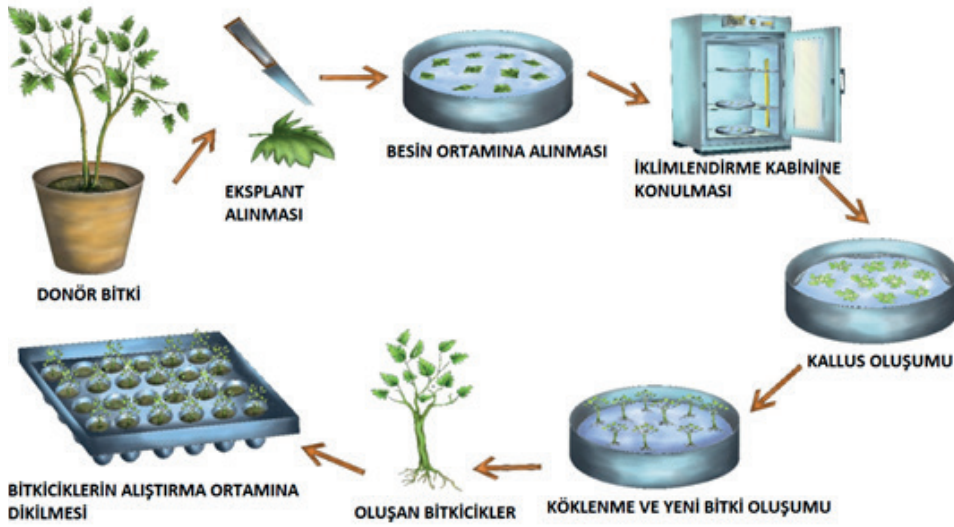 DONÖR BİTKİ
EKSPLANT
ALINMASI
BESİN ORTAMINA ALINMASI
İKLİMLENDİRME KABİNİNE
KONULMASI
KALLUS OLUŞUMU
KÖKLENME VE YENİ BİTKİ OLUŞUMU
OLUŞAN BİTKİCİKLER
BİTKİCİKLERİN ALIŞTIRMA ORTAMINA
DİKİLMESİ